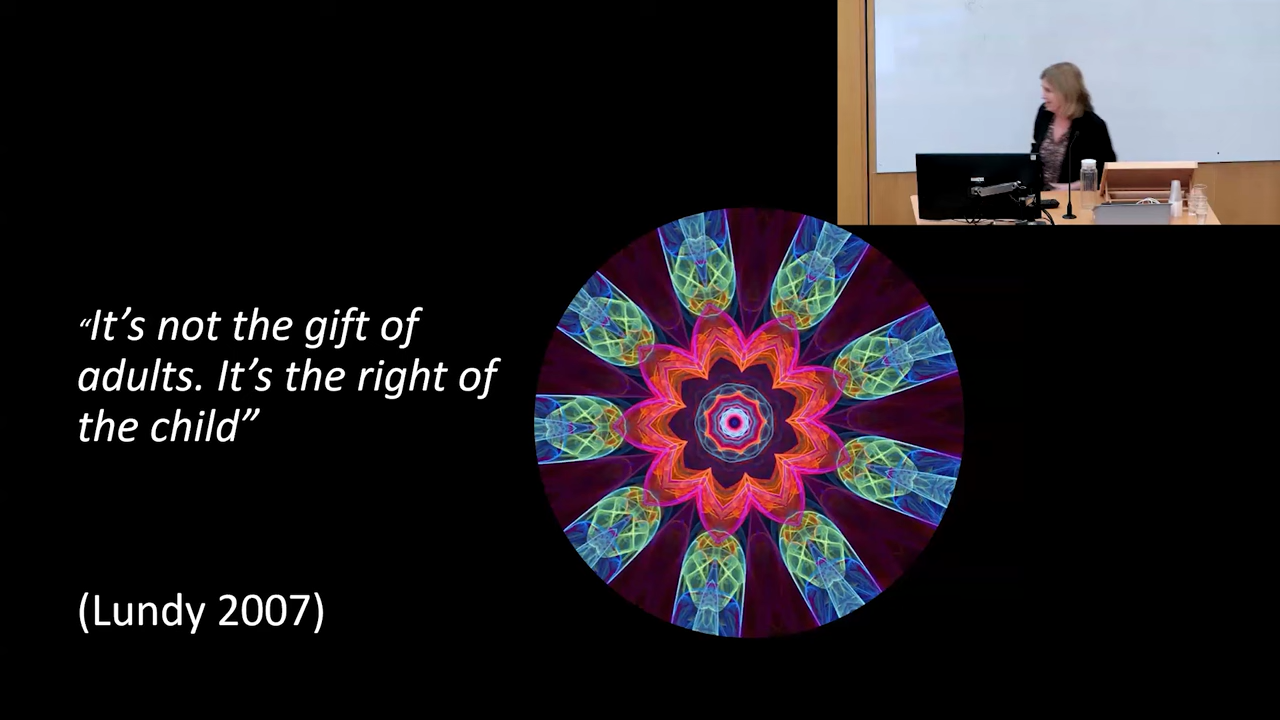 “It’s not the gift of
adults. It’s the right of
the child”
(Lundy 2007)